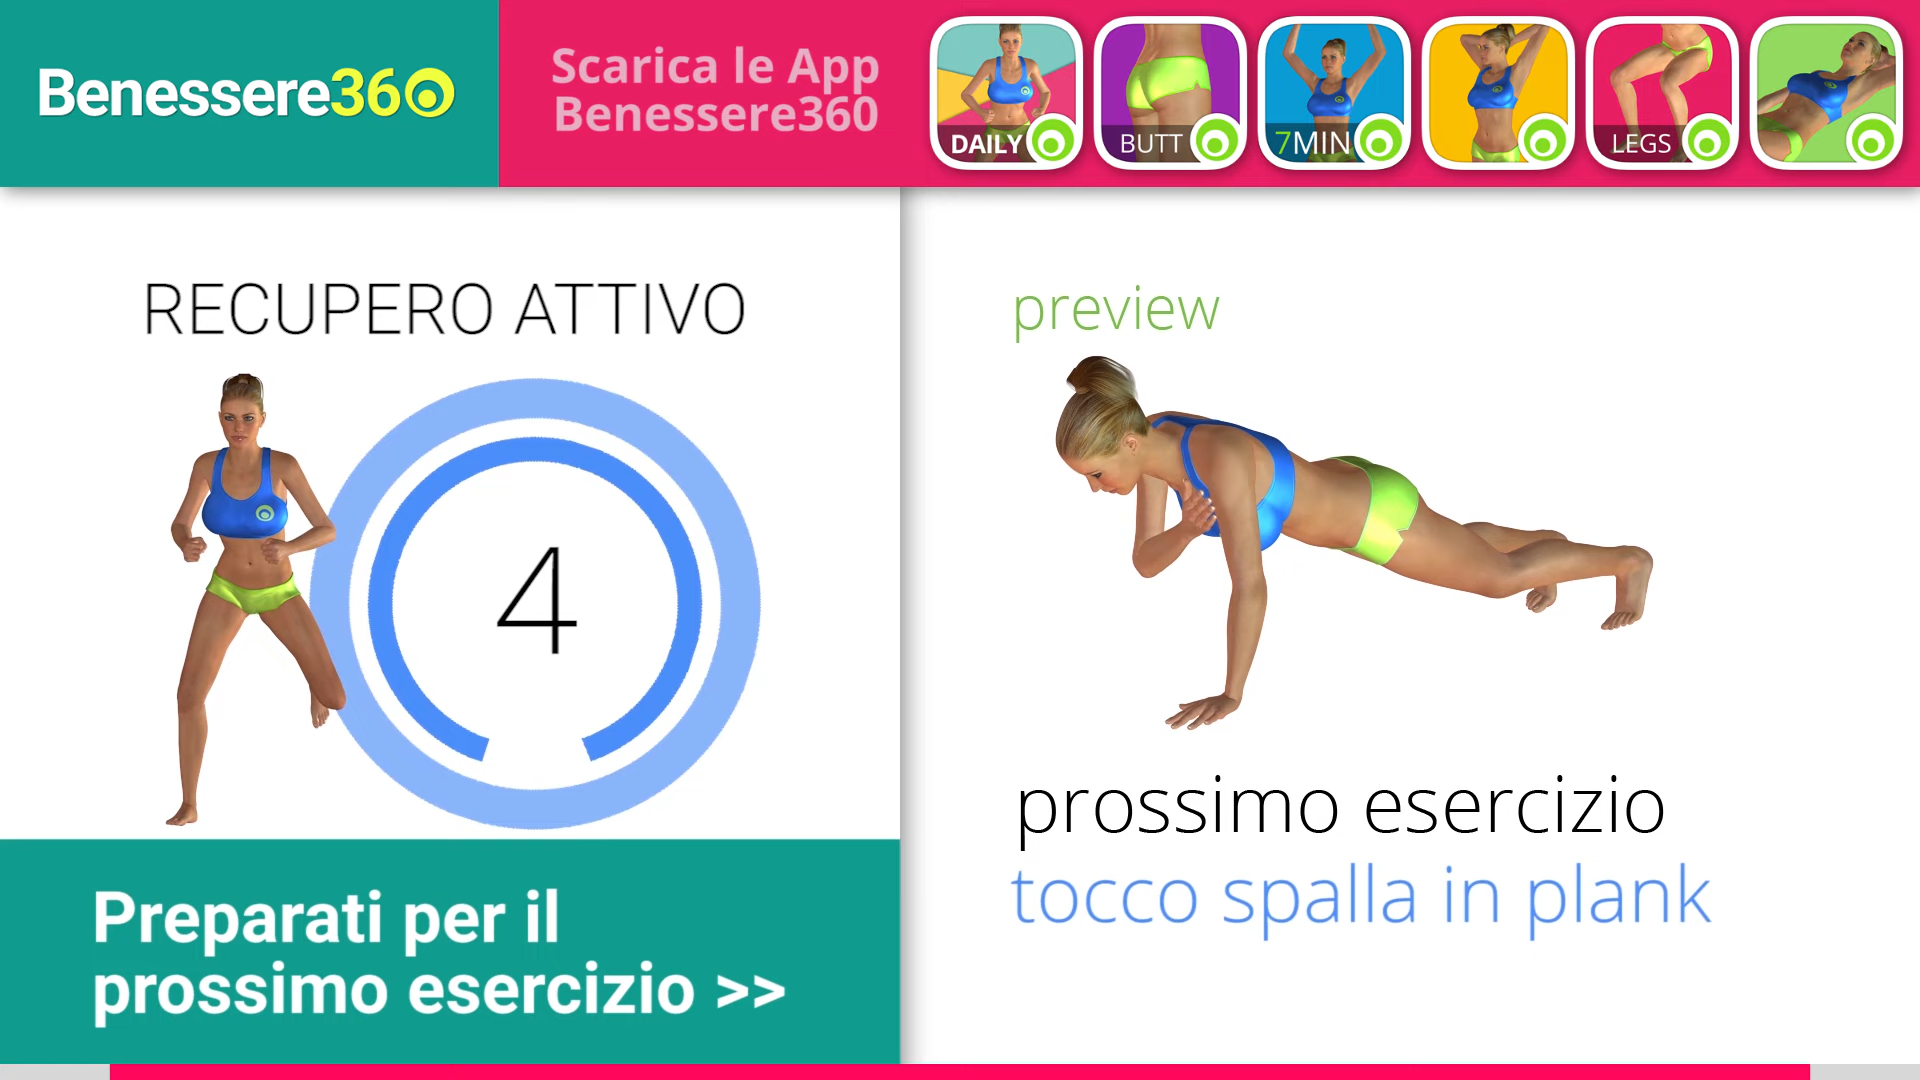 Benessere360
Scarica le App
Benessere360
DAILY
BUTT
7MIN
LEGS
RECUPERO ATTIVO
4
Preparati per il
prossimo esercizio >>
preview
prossimo esercizio
tocco spalla in plank